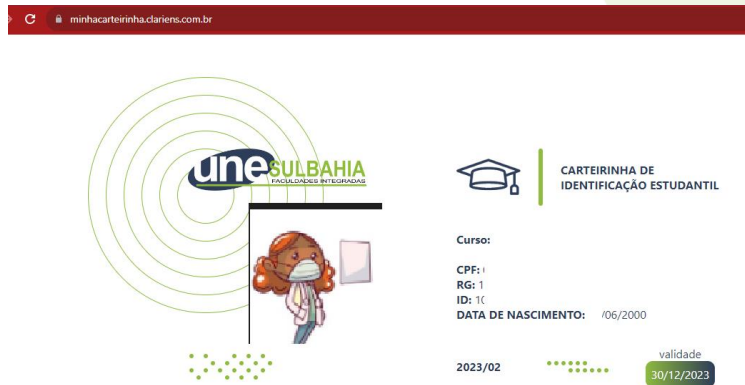 minhacarteirinha.clariens.com.br
une SULBAHIA
FACULDADES INTEGRADAS
CARTEIRINHA DE
IDENTIFICAÇÃO ESTUDANTIL
Curso:
CPF:
RG: 1
ID: 1
DATA DE NASCIMENTO: /06/2000
2023/02
validade
30/12/2023